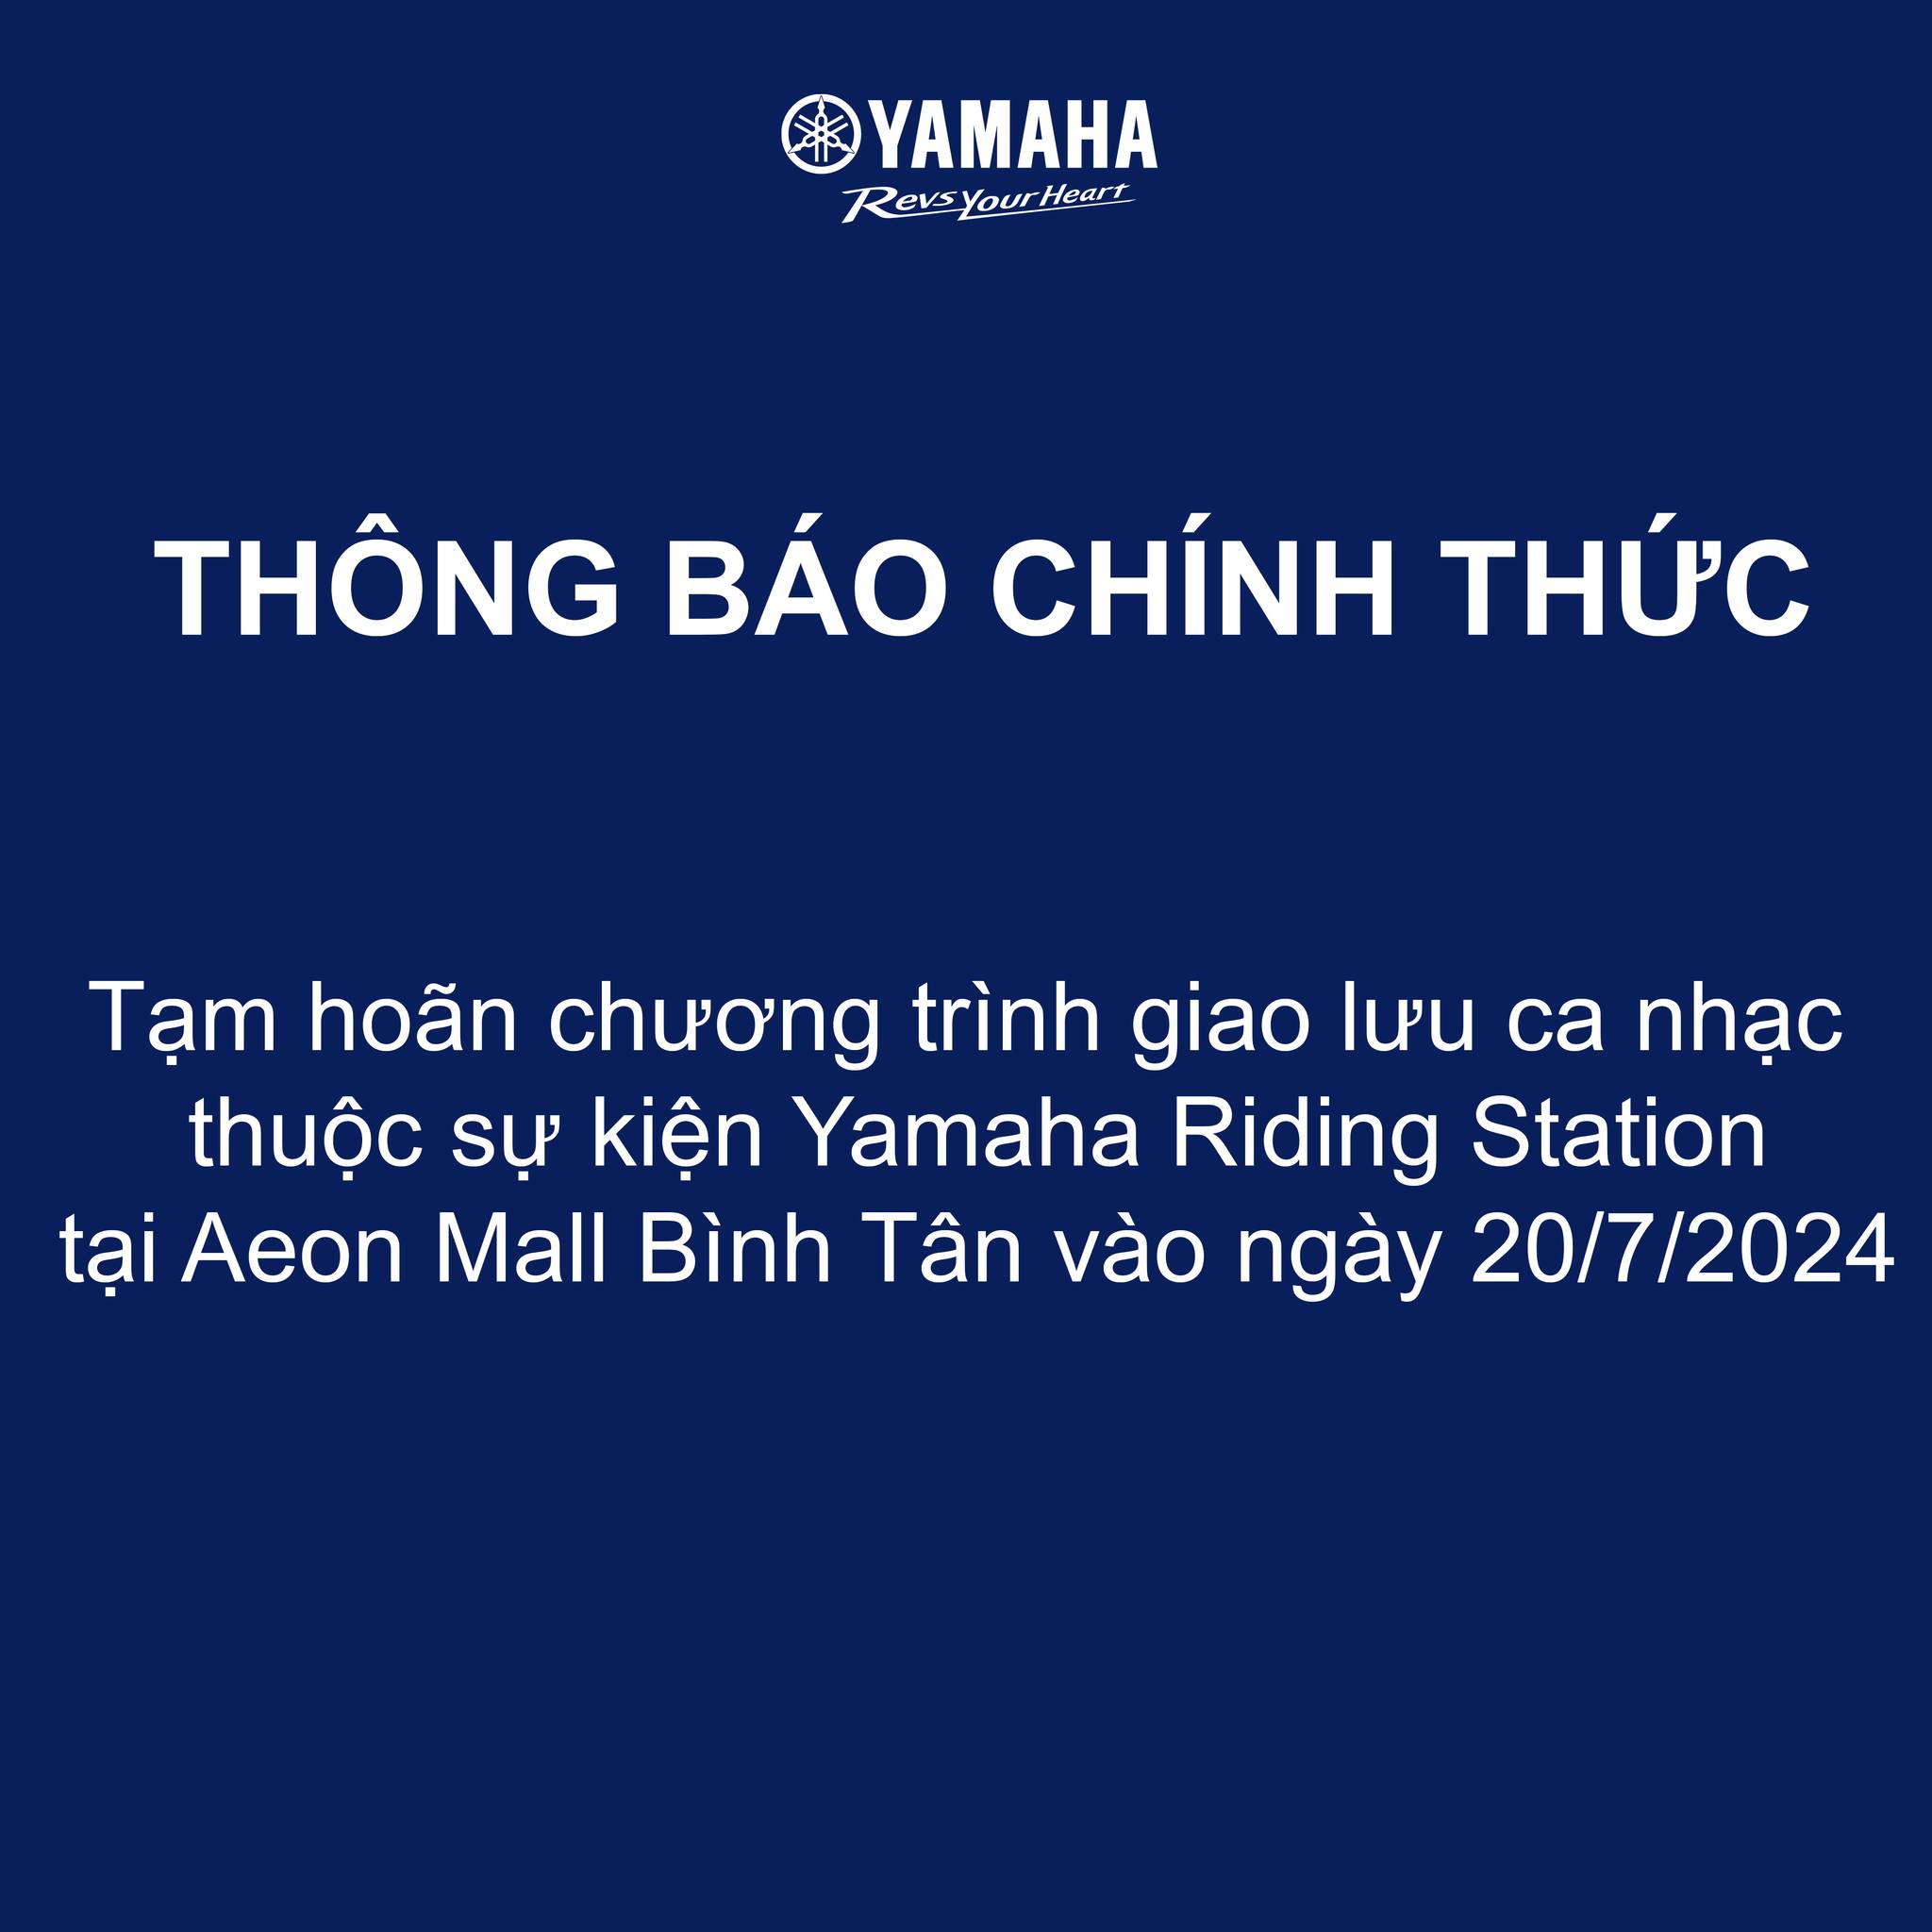 YAMAHA
Revs Your Heart
THÔNG BÁO CHÍNH THỨC
Tạm hoãn chương trình giao lưu ca nhạc
thuộc sự kiện Yamaha Riding Station
tại Aeon Mall Bình Tân vào ngày 20/7/2024